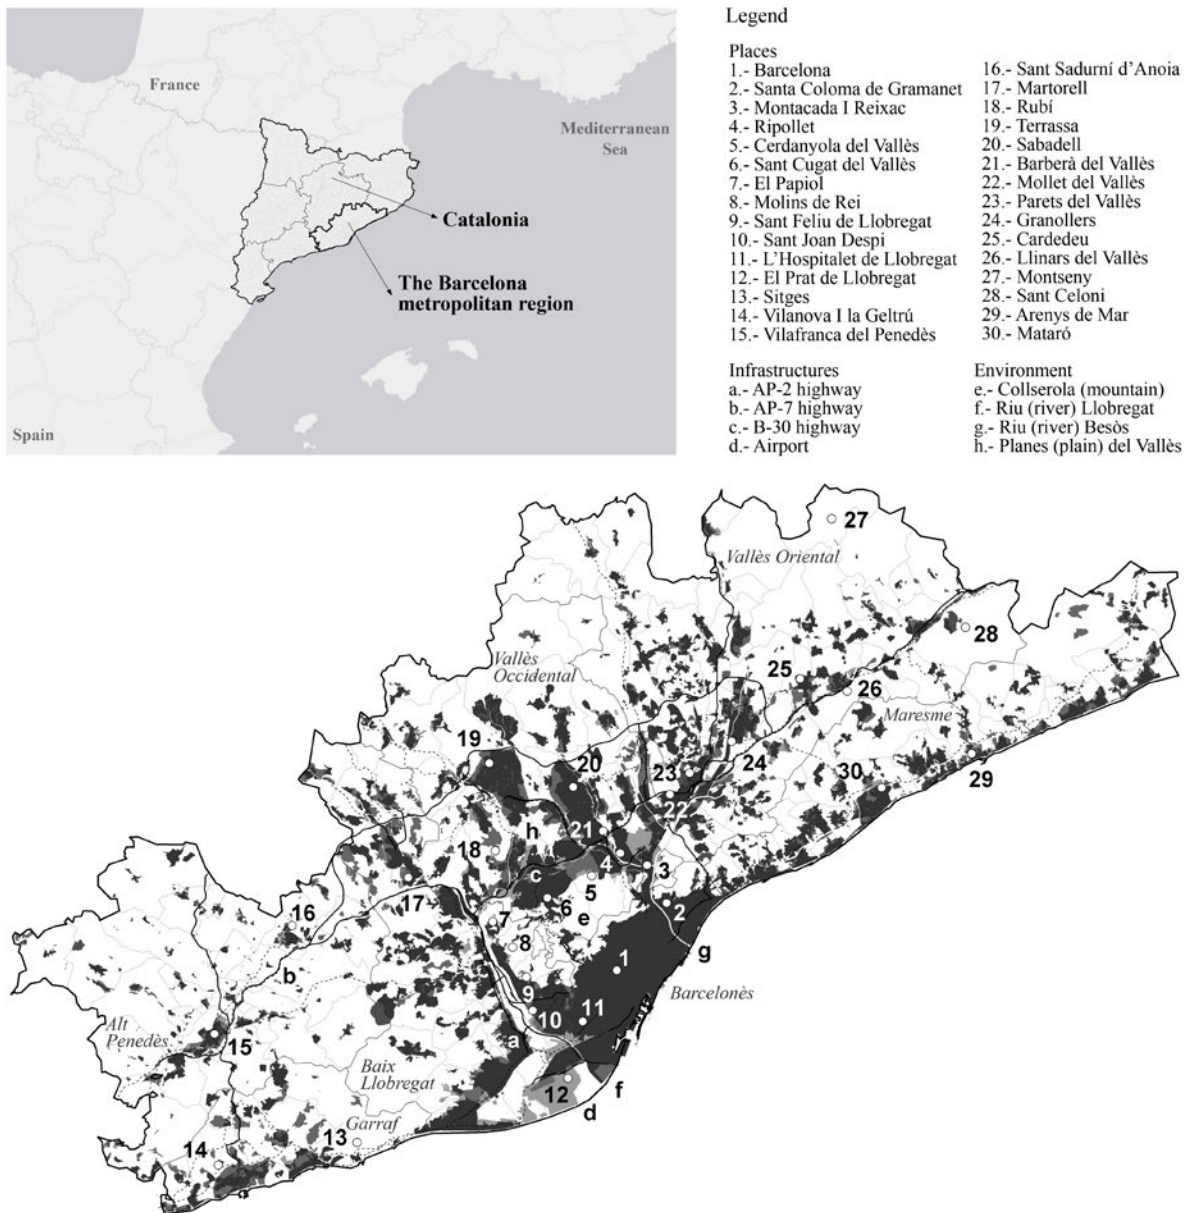 France
Mediterranean
Sea
Catalonia
The Barcelona
metropolitan region
Spain
Legend
Places
1.- Barcelona
2.- Santa Coloma de Gramanet
3.- Montacada I Reixac
4.- Ripollet
5.- Cerdanyola del Vallès
6.- Sant Cugat del Vallès
7.- El Papiol
8.- Molins de Rei
9.- Sant Feliu de Llobregat
10.- Sant Joan Despi
11.- L'Hospitalet de Llobregat
12.- El Prat de Llobregat
13.- Sitges
14.- Vilanova I la Geltrú
15.- Vilafranca del Penedès
16.- Sant Sadurní d'Anoia
17.- Martorell
18.- Rubí
19.- Terrassa
20.- Sabadell
21.- Barberà del Vallès
22.- Mollet del Vallès
23.- Parets del Vallès
24.- Granollers
25.- Cardedeu
26.- Llinars del Vallès
27.- Montseny
28.- Sant Celoni
29.- Arenys de Mar
30.- Mataró
Infrastructures
a.- AP-2 highway
b.- AP-7 highway
c.- B-30 highway
d.- Airport
Environment
e.- Collserola (mountain)
f.- Riu (river) Llobregat
g.- Riu (river) Besòs
h.- Planes (plain) del Vallès
27
Vallès Oriental
28
Vallès
Occidental
25
26
Maresme
19
20
23
24
29
30
22
h
21
18
4
3
c
5
17
6
2
16
7
e
8
g
b
1
9
Barcelonès
10
11
Alt
Penedès
15
a
Baix
Llobregat
12
f
d
Garraf
13
14